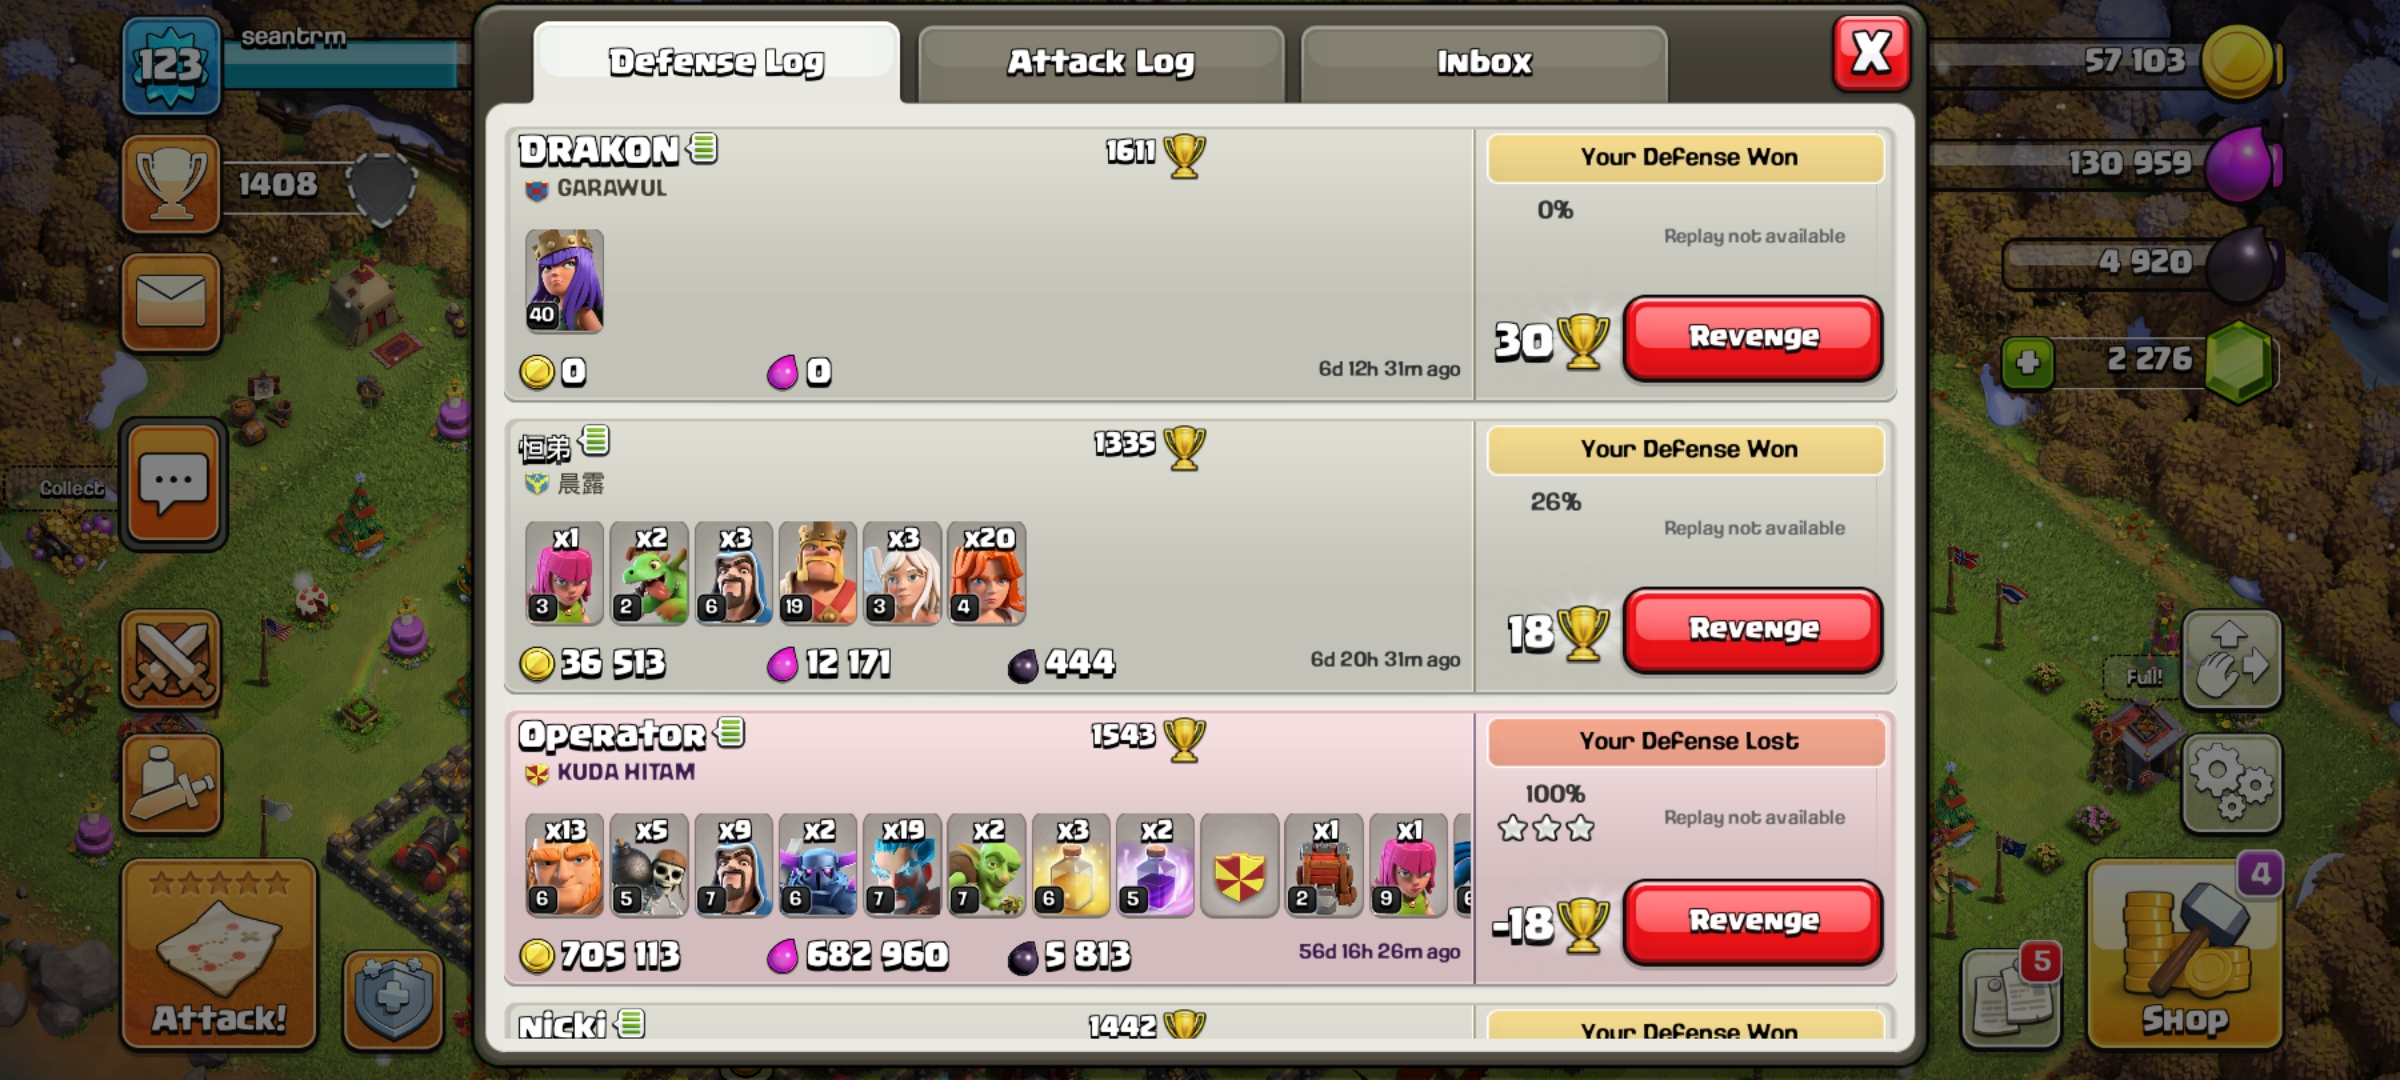 123
seantrm
1408
Collect
Attack!
Defense Log
Attack Log
Inbox
X
DRAKON
GARAWUL
1611
40
0
0
6d 12h 31m ago
Your Defense Won
0%
Replay not available
30
Revenge
恒弟
晨露
1335
x1
x2
x3
x3
x20
3
2
6
19
3
4
36 513
12 171
444
6d 20h 31m ago
Your Defense Won
26%
Replay not available
18
Revenge
Operator
KUDA HITAM
1543
x13
x5
x9
x2
x19
x2
x3
x2
x1
x1
6
5
7
6
7
7
6
5
2
9
705 113
682 960
5 813
56d 16h 26m ago
Your Defense Lost
100%
Replay not available
-18
Revenge
Nicki
1442
Your Defense Won
57 103
130 959
4 920
2 276
Full!
5
4
Shop